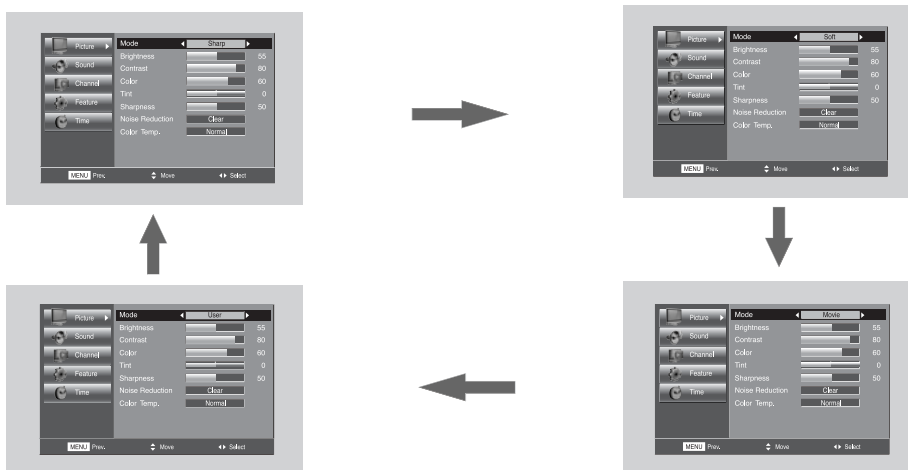 Picture
Sound
Channel
Feature
Time
Mode Sharp
Brightness 55
Contrast 80
Color 60
Tint 0
Sharpness 50
Noise Reduction Clear
Color Temp. Normal
MENU Prev. Move Select
Picture
Sound
Channel
Feature
Time
Mode Soft
Brightness 55
Contrast 80
Color 60
Tint 0
Sharpness 50
Noise Reduction Clear
Color Temp. Normal
MENU Prev. Move Select
Picture
Sound
Channel
Feature
Time
Mode User
Brightness 55
Contrast 80
Color 60
Tint 0
Sharpness 50
Noise Reduction Clear
Color Temp. Normal
MENU Prev. Move Select
Picture
Sound
Channel
Feature
Time
Mode Movie
Brightness 55
Contrast 80
Color 60
Tint 0
Sharpness 50
Noise Reduction Clear
Color Temp. Normal
MENU Prev. Move Select